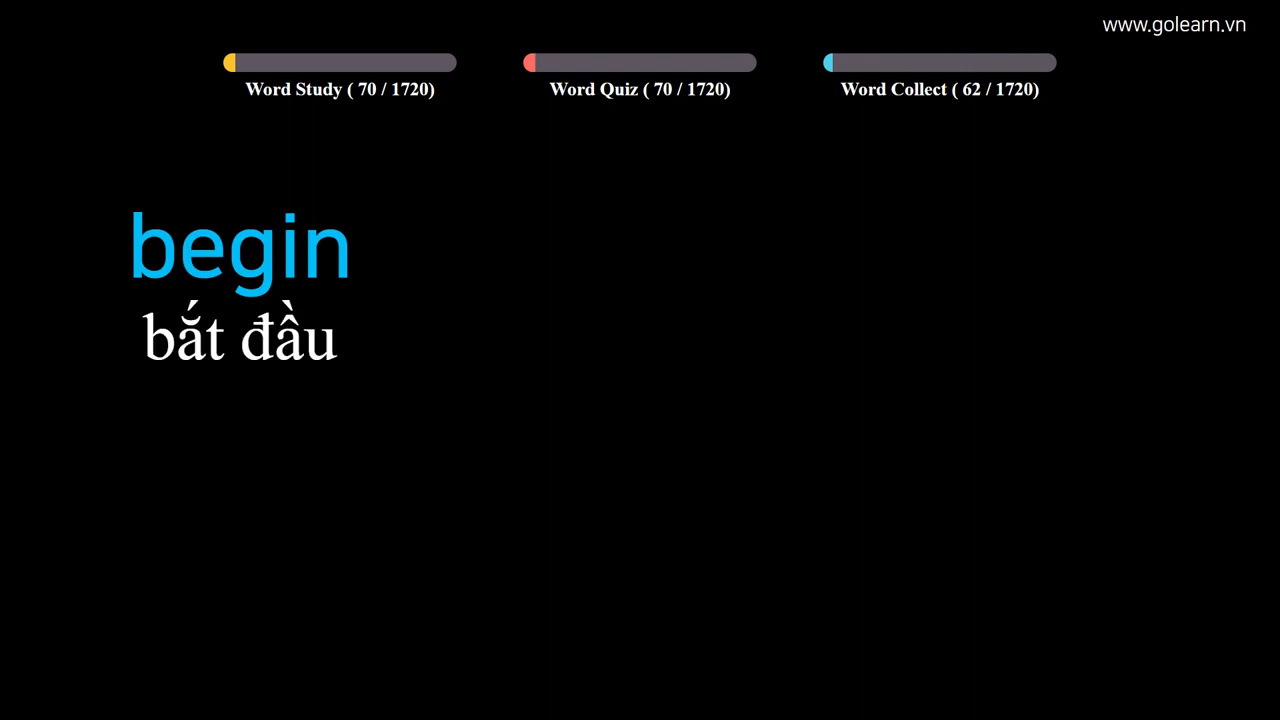 www.golearn.vn
Word Study ( 70 / 1720)
Word Quiz ( 70 / 1720)
Word Collect ( 62 / 1720)
begin
bắt đầu